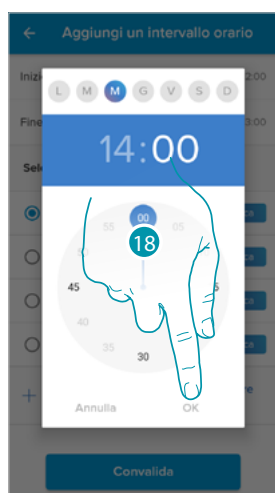 Aggiungi un intervallo orario
Inizi 2:00
L M M G V S D
Fine 3:00
14:00
Sele
00
55 05
18
45
40
35
30
Annulla OK
Convalida